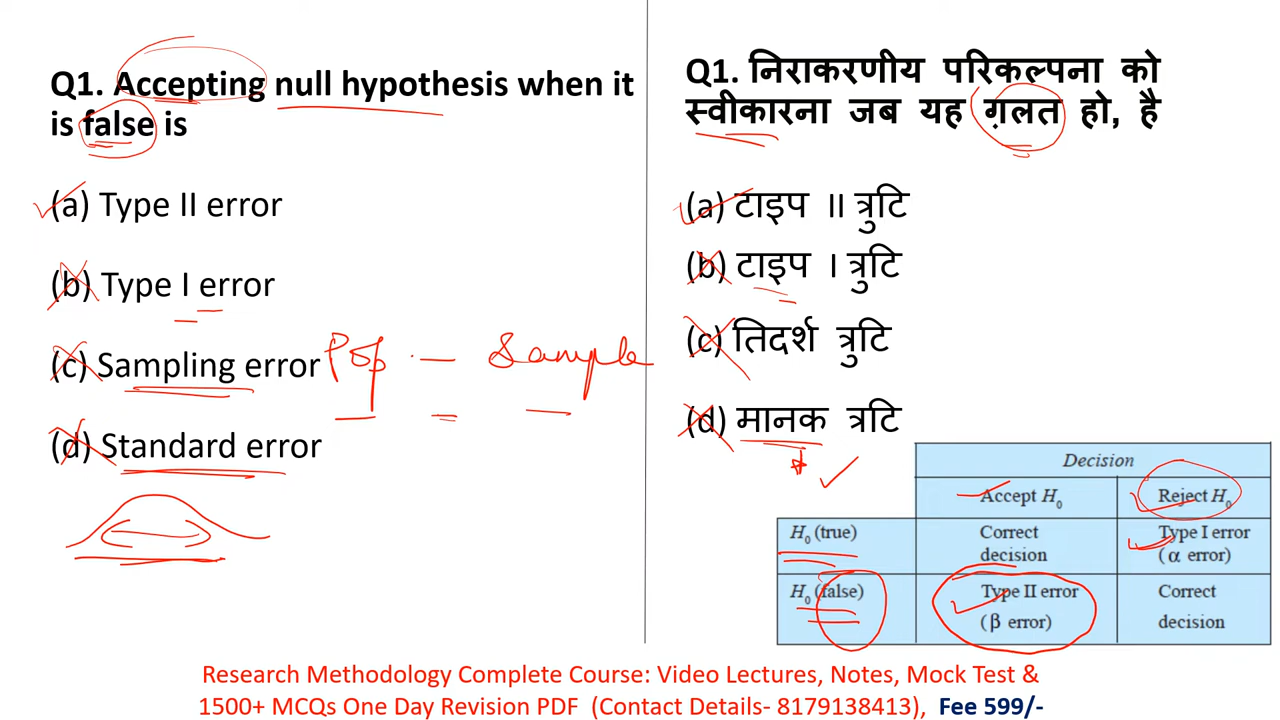 Q1. Accepting null hypothesis when it
is false is
(a) Type II error
(b) Type I error
(c) Sampling error
Pop — Sample
(d) Standard error
Q1. निराकरणीय परिकल्पना को
स्वीकारना जब यह ग़लत हो, है
(a) टाइप II त्रुटि
(b) टाइप I त्रुटि
(c) तिदर्श त्रुटि
(d) मानक त्रटि
Decision
Accept H₀ Reject H₀
H₀ (true) Correct decision Type I error (α error)
H₀ (false) Type II error (β error) Correct decision
Research Methodology Complete Course: Video Lectures, Notes, Mock Test &
1500+ MCQs One Day Revision PDF (Contact Details- 8179138413), Fee 599/-